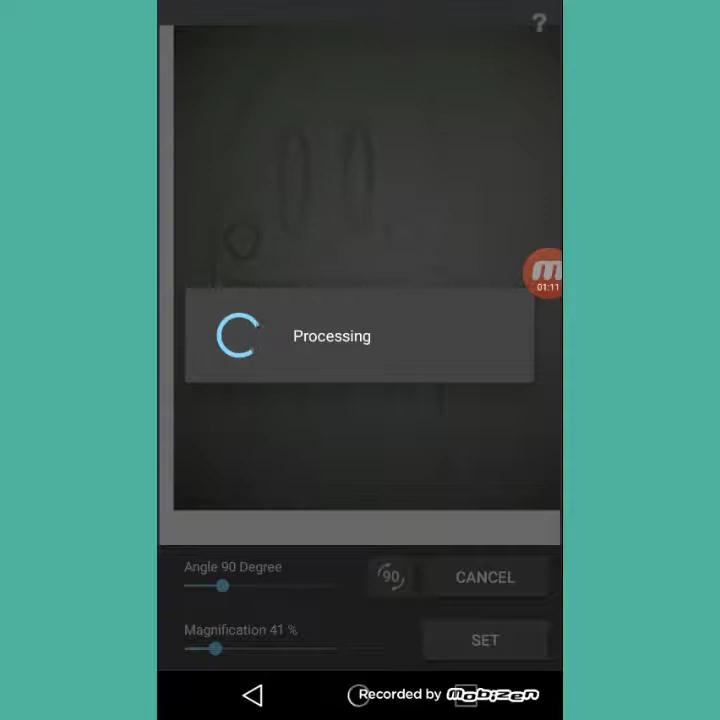 ?
01:11
Processing
Angle 90 Degree
90
CANCEL
Magnification 41 %
SET
Recorded by Mobizen